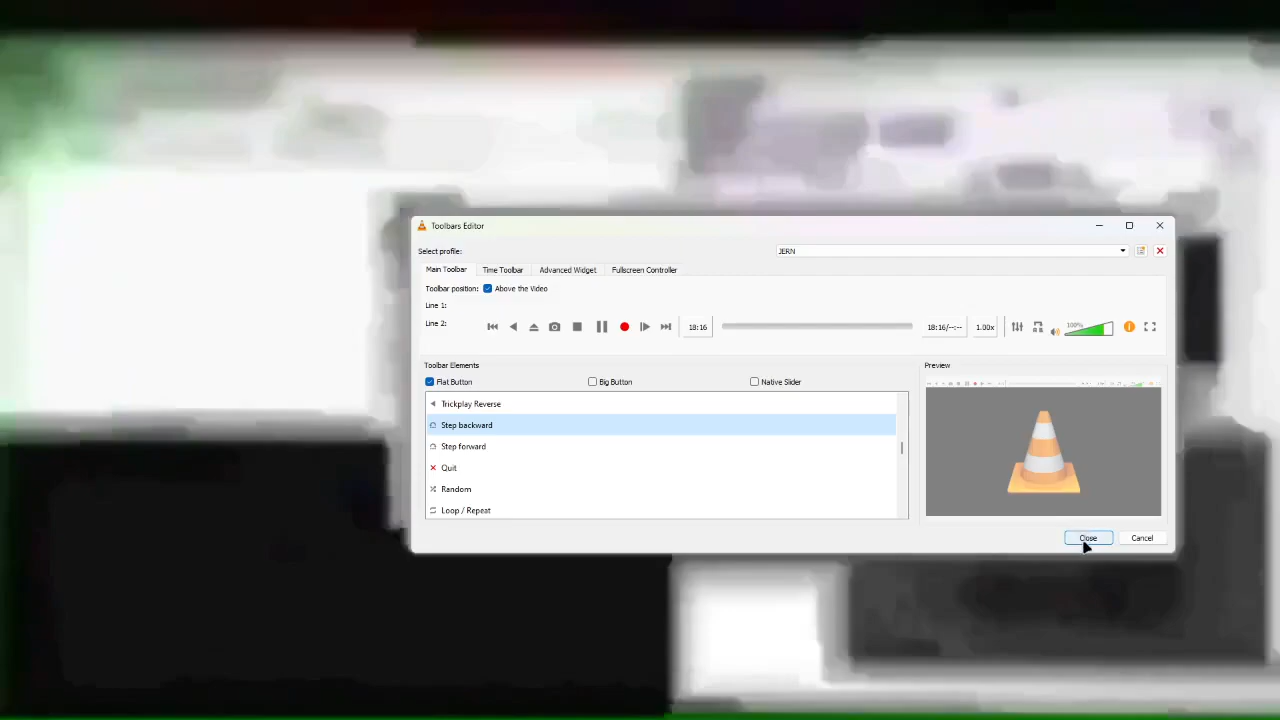 Toolbars Editor
Select profile: JERN
Main Toolbar Time Toolbar Advanced Widget Fullscreen Controller
Toolbar position: Above the Video
Line 1:
Line 2: 18:16 18:16/--:-- 1.00x 100%
Toolbar Elements Preview
Flat Button Big Button Native Slider
Trickplay Reverse
Step backward
Step forward
Quit
Random
Loop / Repeat
Close Cancel